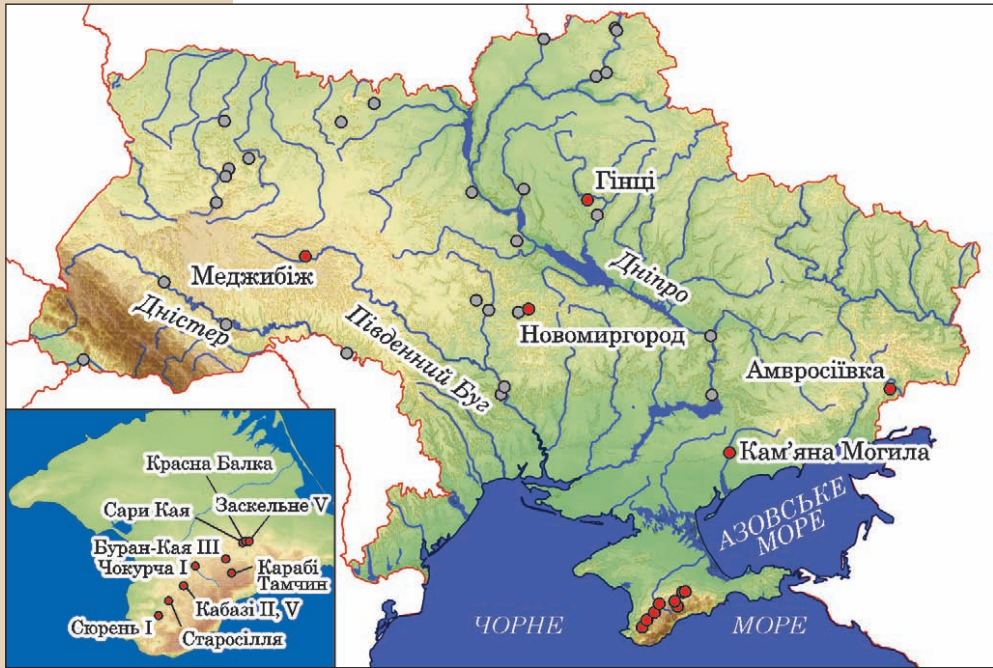 Гінці
Меджибіж
Дніпро
Дністер
Південний Буг
Новомиргород
Амвросіївка
Кам’яна Могила
АЗОВСЬКЕ
МОРЕ
ЧОРНЕ МОРЕ
Красна Балка
Заскельне V
Сари Кая
Буран-Кая III
Чокурча I
Карабі
Тамчин
Кабазі II, V
Сюрень I
Старосілля